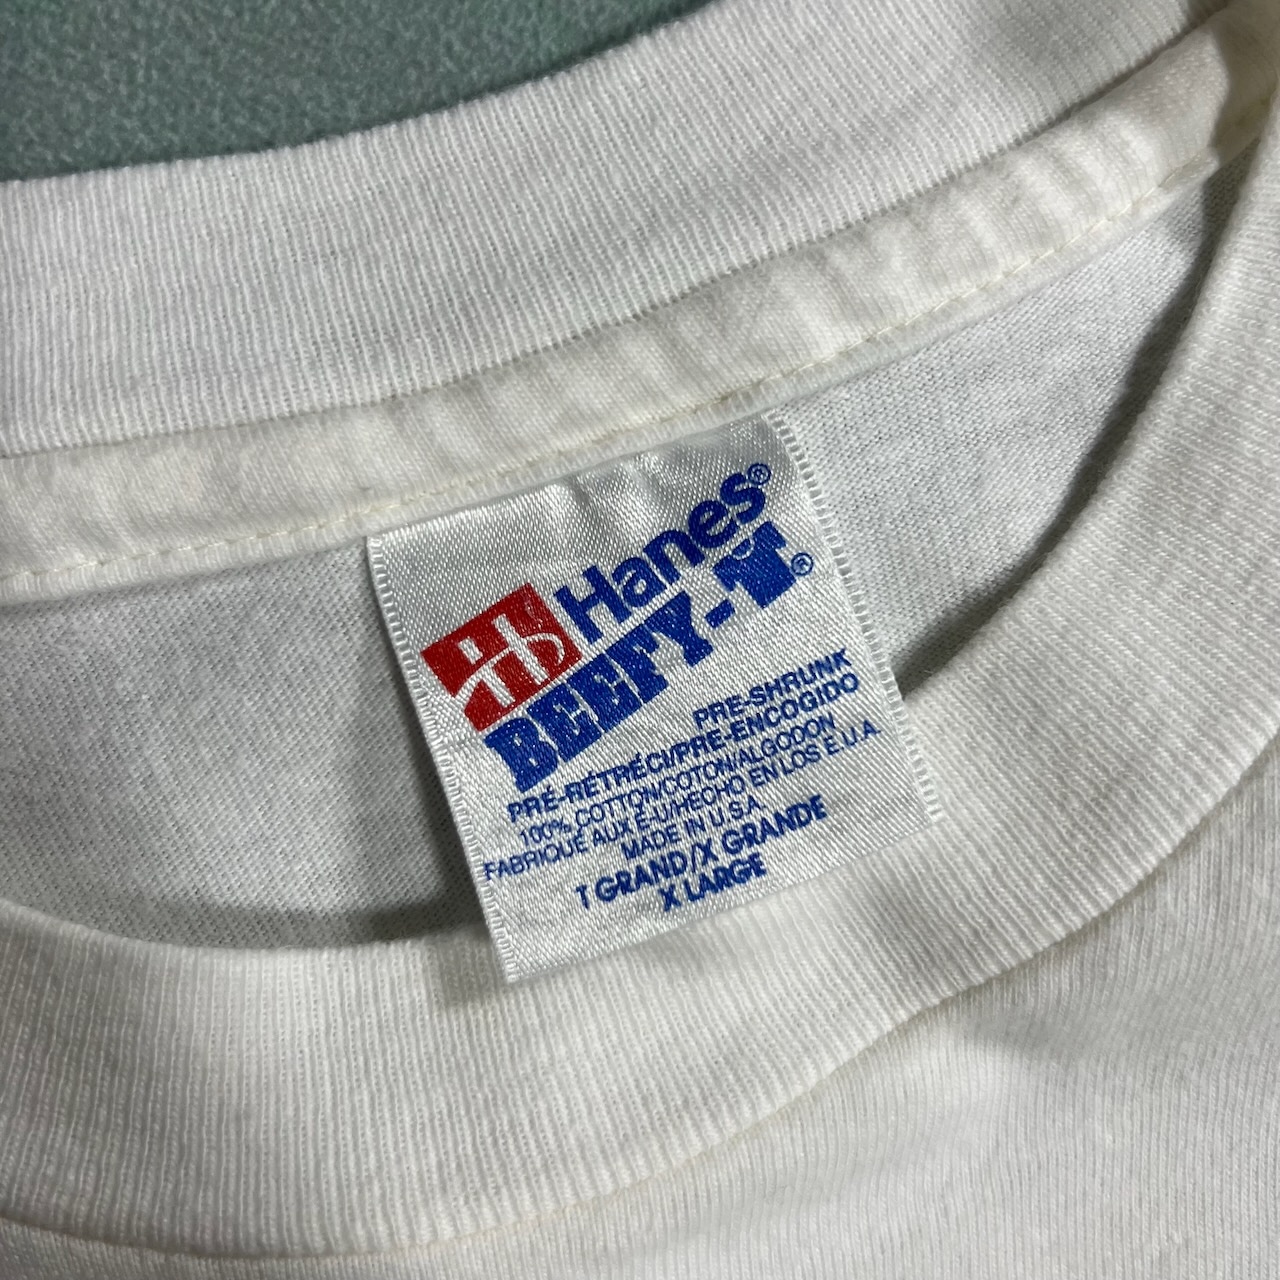 Hanes®
BEEFY-T®
PRE-SHRUNK
PRÉ-RÉTRÉCI/PRE-ENCOGIDO
100% COTTON/COTON/ALGODON
FABRIQUÉ AUX É-U/HECHO EN LOS E.U.A.
MADE IN U.S.A.
T GRAND/X GRANDE
X LARGE